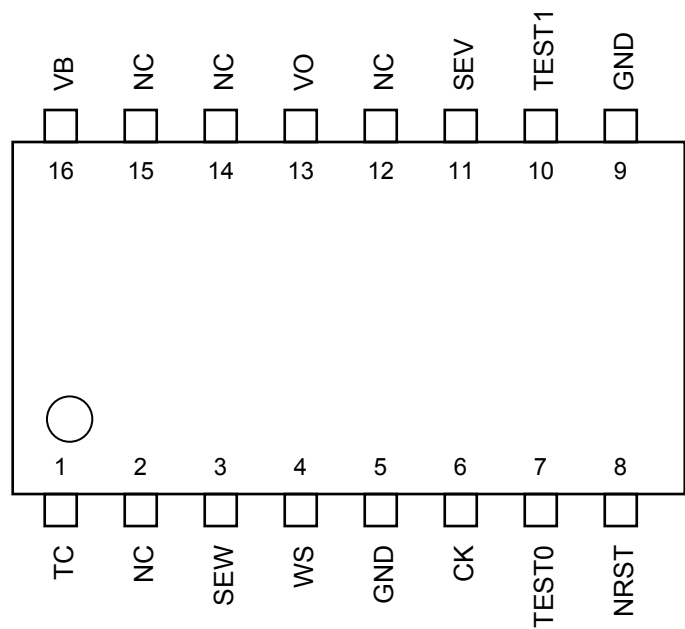 VB NC NC VO NC SEV TEST1 GND
16 15 14 13 12 11 10 9
1 2 3 4 5 6 7 8
TC NC SEW WS GND CK TEST0 NRST